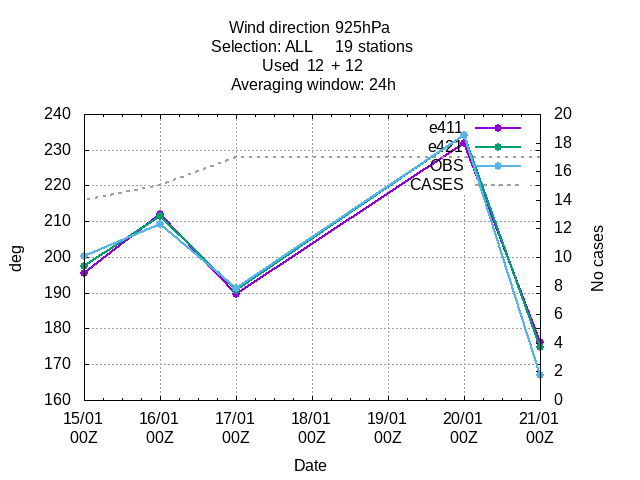 Wind direction 925hPa
Selection: ALL 19 stations
Used 12 + 12
Averaging window: 24h
240 20
e411
e421
OBS
CASES
230
220
210
200
190
180
170
160
18
16
14
12
10
8
6
4
2
0
deg
No cases
15/01 16/01 17/01 18/01 19/01 20/01 21/01
00Z 00Z 00Z 00Z 00Z 00Z 00Z
Date